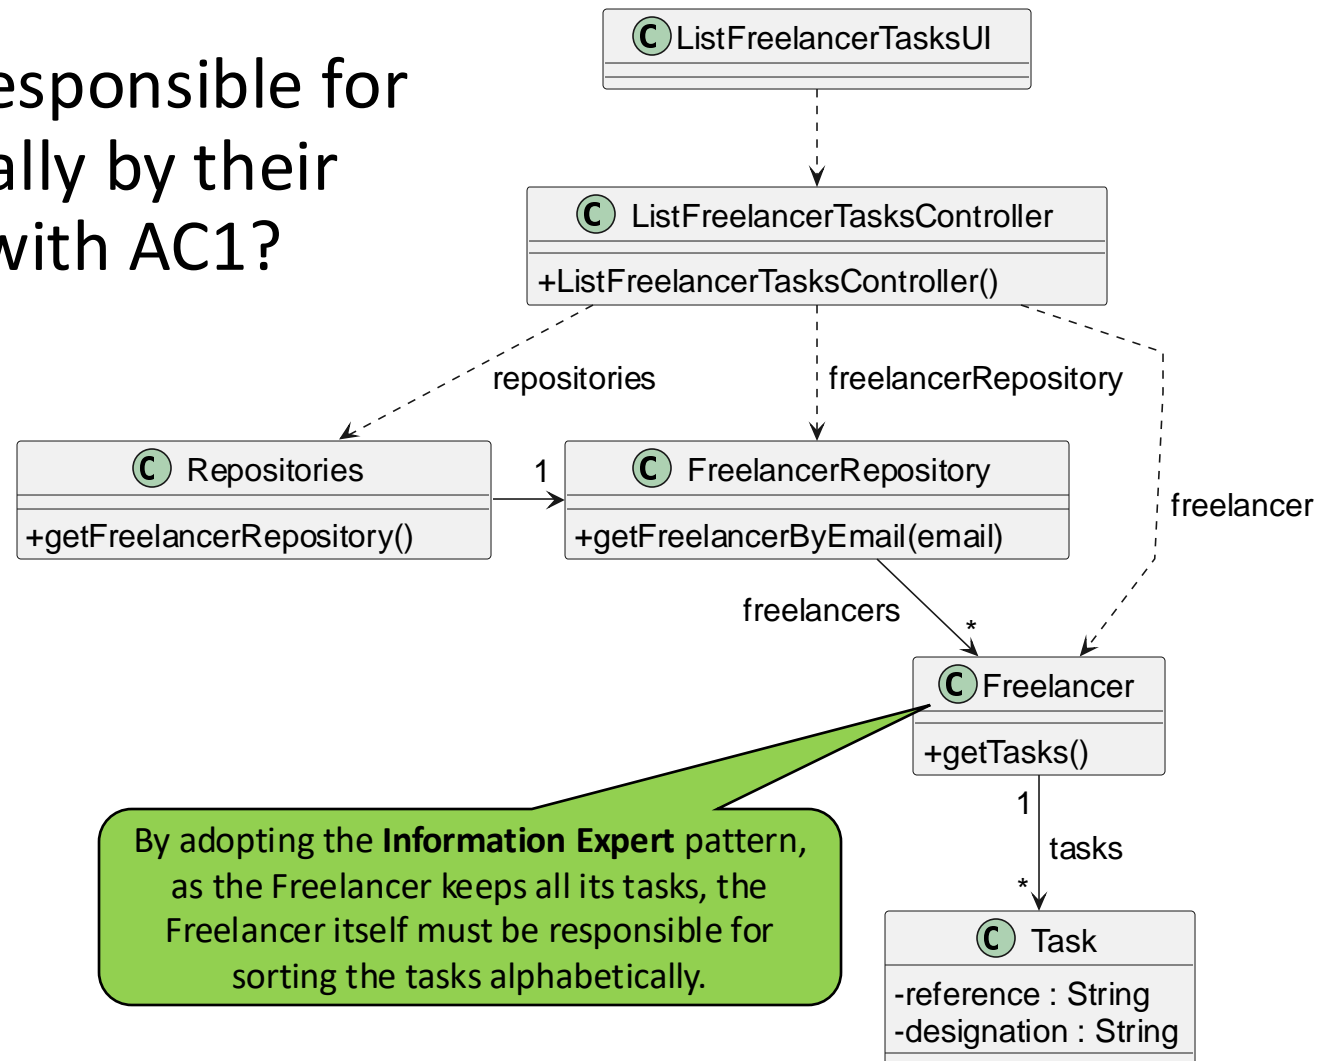 esponsible for
ally by their
with AC1?
C ListFreelancerTasksUI
C ListFreelancerTasksController
+ListFreelancerTasksController()
repositories
freelancerRepository
freelancer
C Repositories
+getFreelancerRepository()
1
C FreelancerRepository
+getFreelancerByEmail(email)
freelancers
*
C Freelancer
+getTasks()
1
tasks
*
By adopting the Information Expert pattern,
as the Freelancer keeps all its tasks, the
Freelancer itself must be responsible for
sorting the tasks alphabetically.
C Task
-reference : String
-designation : String